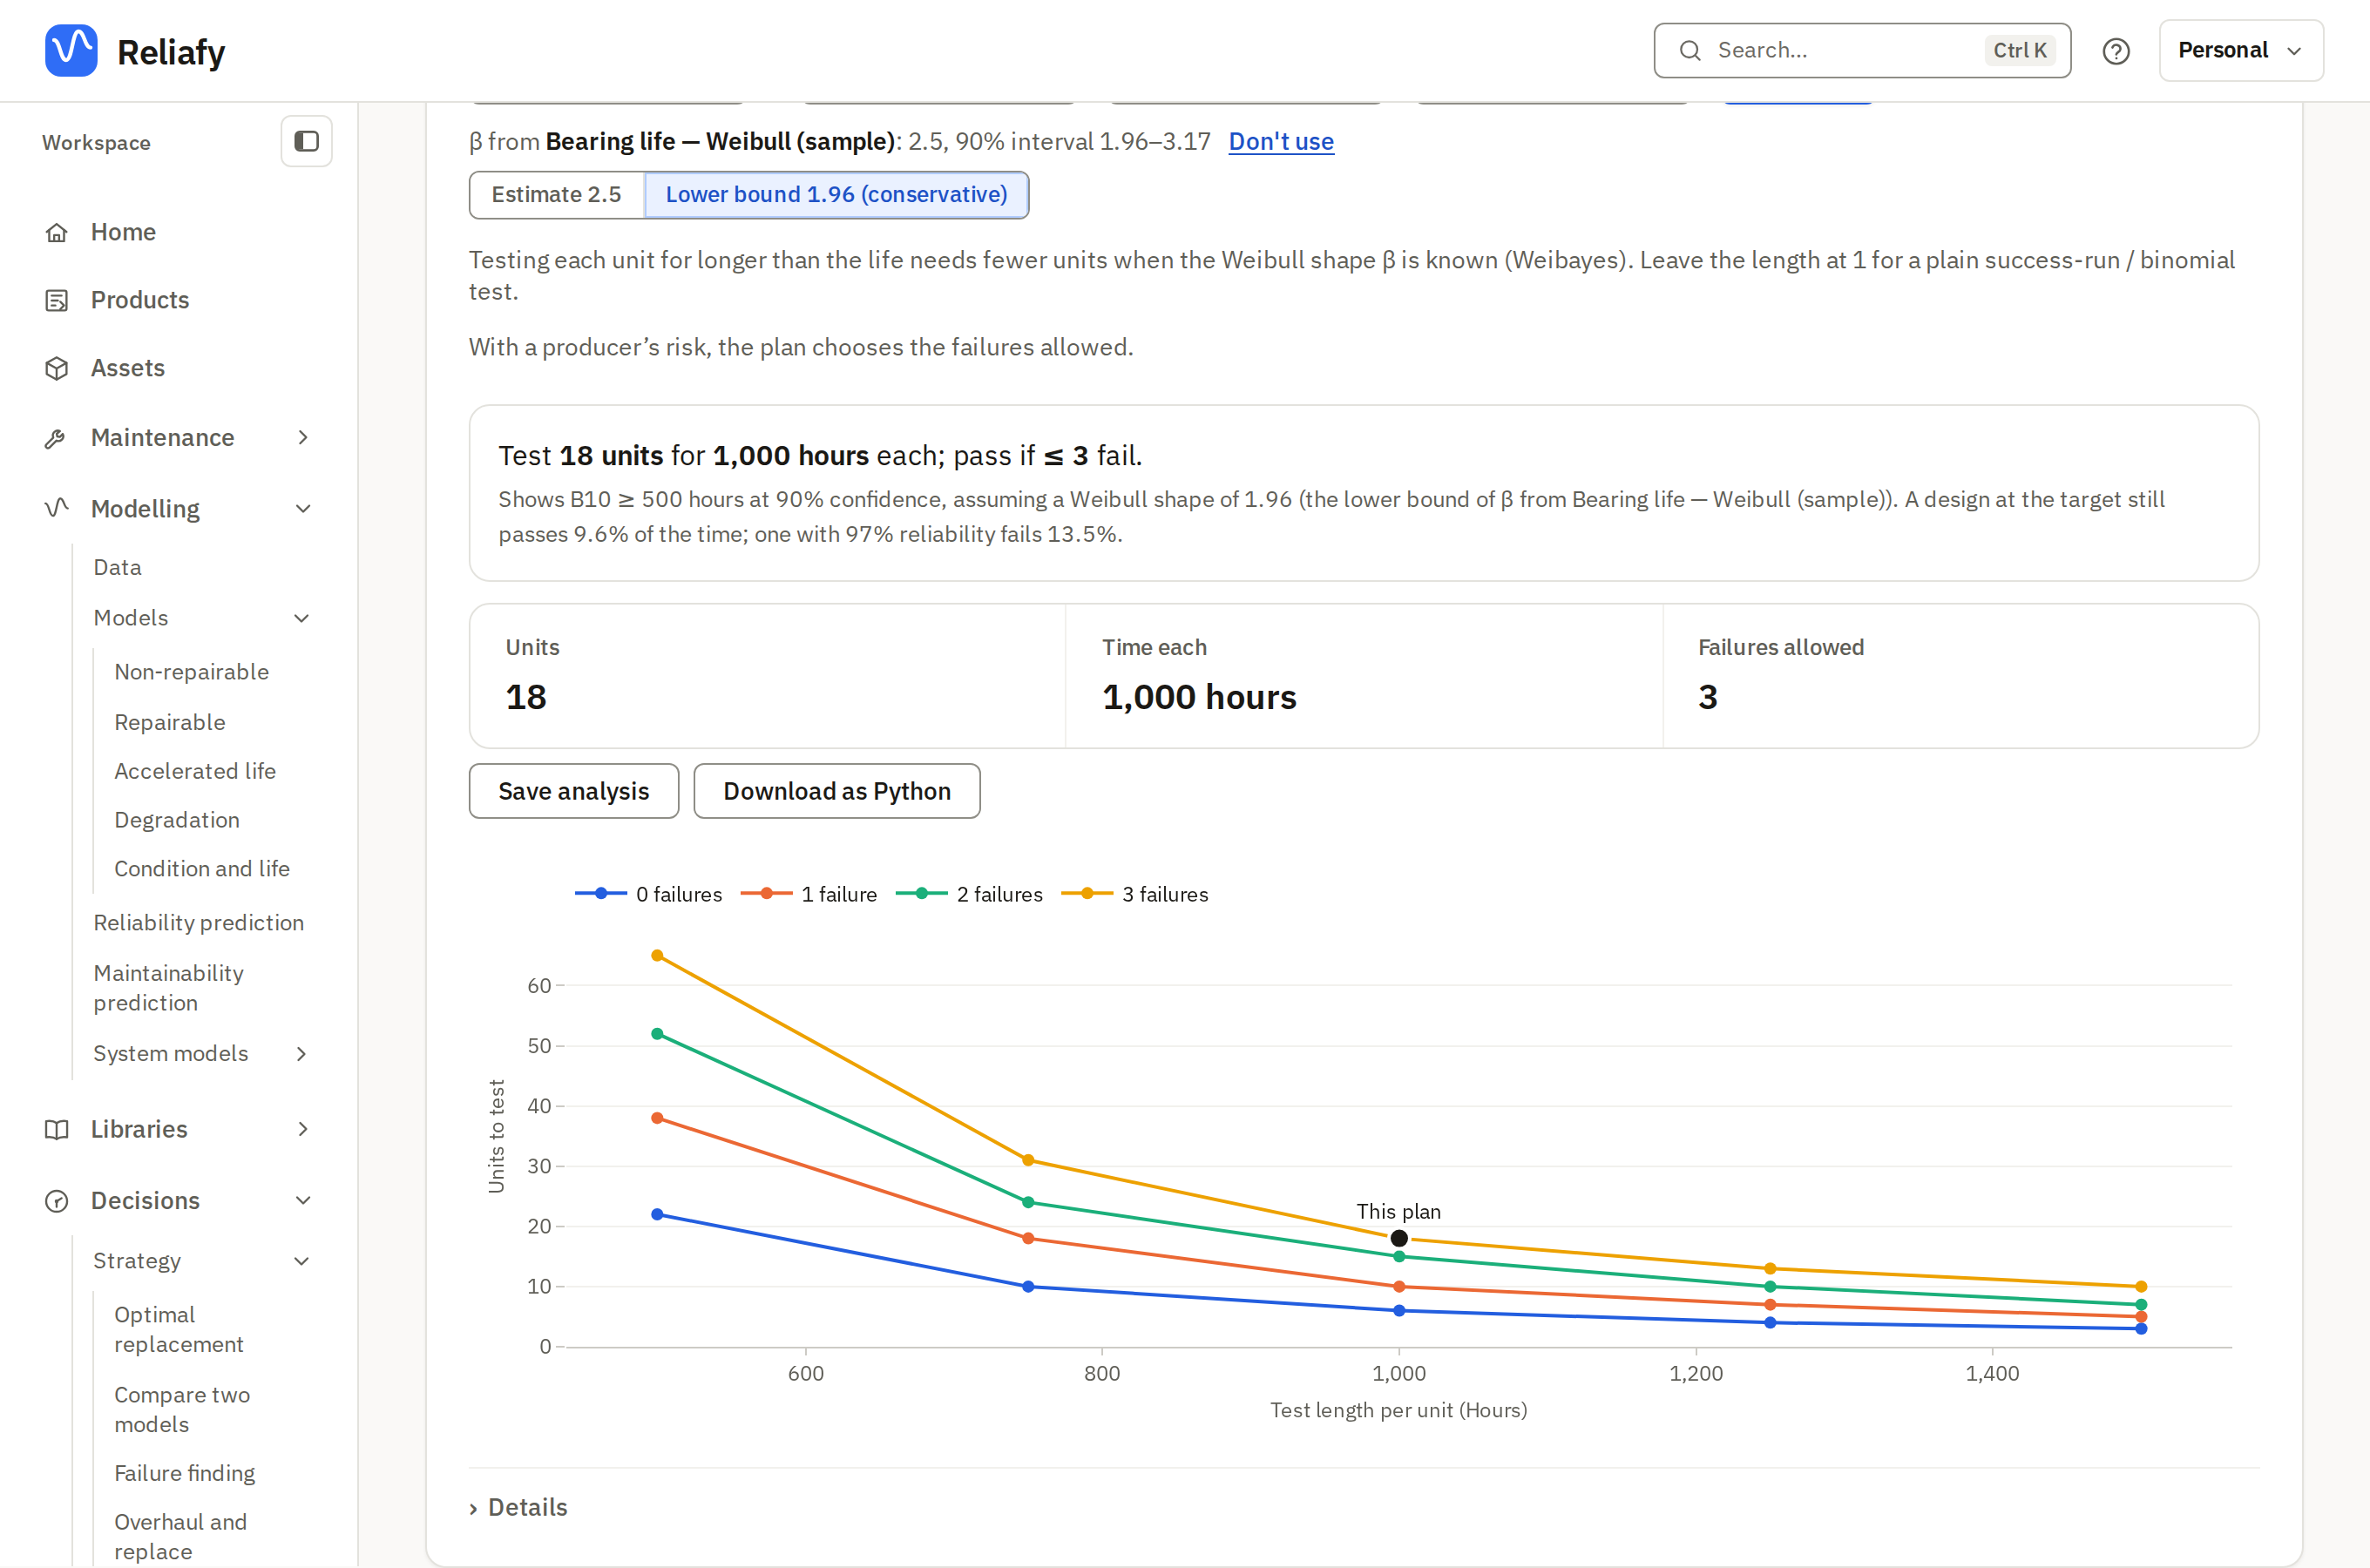 Reliafy
Search...
Ctrl K
Personal
Workspace
Home
Products
Assets
Maintenance
Modelling
Data
Models
Non-repairable
Repairable
Accelerated life
Degradation
Condition and life
Reliability prediction
Maintainability
prediction
System models
Libraries
Decisions
Strategy
Optimal
replacement
Compare two
models
Failure finding
Overhaul and
replace
β from Bearing life — Weibull (sample): 2.5, 90% interval 1.96–3.17 Don't use
Estimate 2.5
Lower bound 1.96 (conservative)
Testing each unit for longer than the life needs fewer units when the Weibull shape β is known (Weibayes). Leave the length at 1 for a plain success-run / binomial
test.
With a producer’s risk, the plan chooses the failures allowed.
Test 18 units for 1,000 hours each; pass if ≤ 3 fail.
Shows B10 ≥ 500 hours at 90% confidence, assuming a Weibull shape of 1.96 (the lower bound of β from Bearing life — Weibull (sample)). A design at the target still
passes 9.6% of the time; one with 97% reliability fails 13.5%.
Units
18
Time each
1,000 hours
Failures allowed
3
Save analysis
Download as Python
0 failures
1 failure
2 failures
3 failures
Units to test
60
50
40
30
20
10
0
This plan
600
800
1,000
1,200
1,400
Test length per unit (Hours)
Details